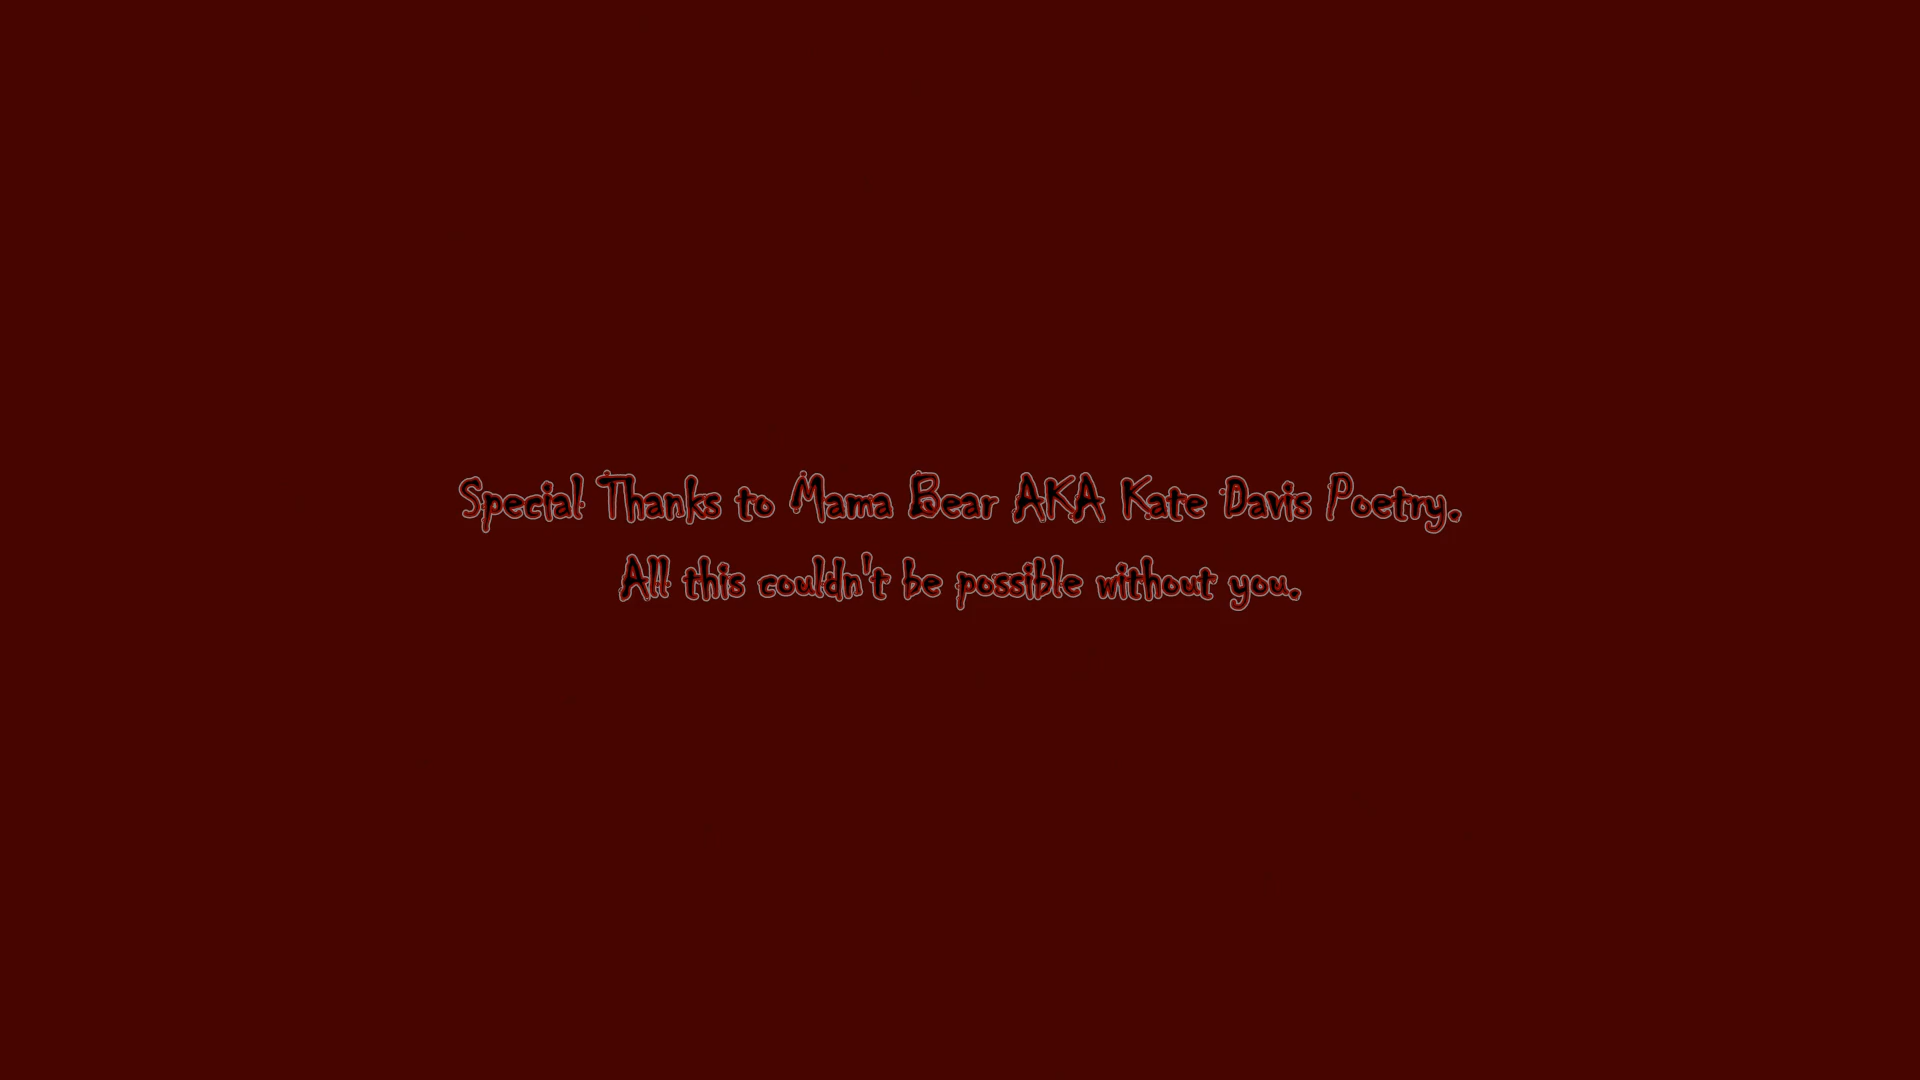 Special Thanks to Mama Bear AKA Kate Davis Poetry.
All this couldn't be possible without you.